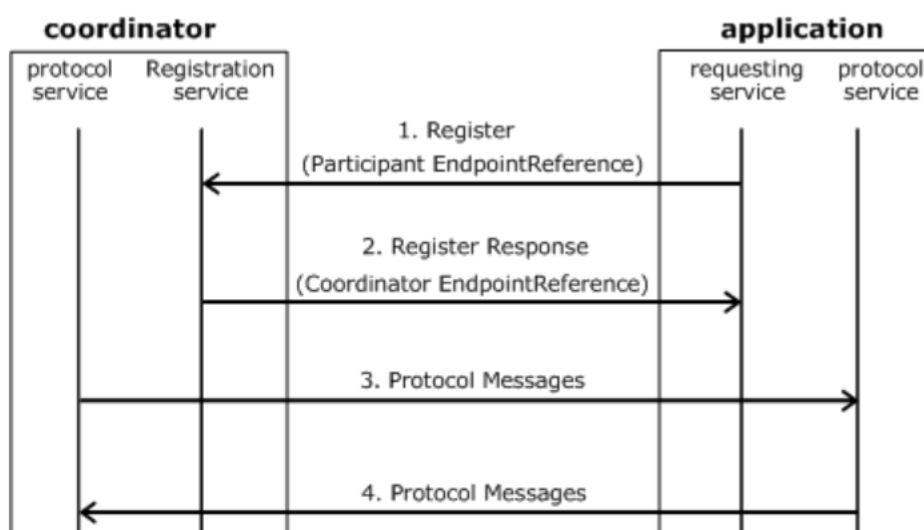 coordinator
application
protocol service
Registration service
requesting service
protocol service
1. Register
(Participant EndpointReference)
2. Register Response
(Coordinator EndpointReference)
3. Protocol Messages
4. Protocol Messages